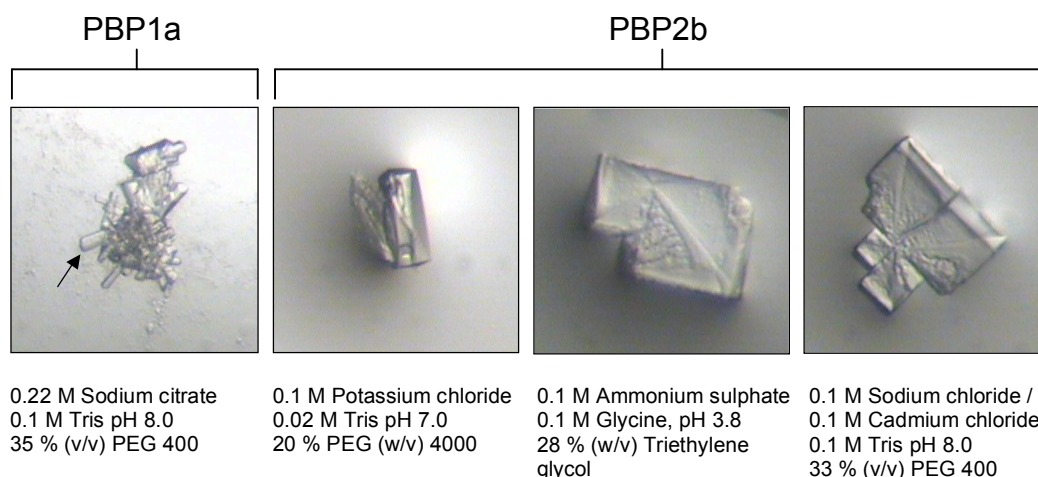 PBP1a
PBP2b
0.22 M Sodium citrate
0.1 M Tris pH 8.0
35 % (v/v) PEG 400
0.1 M Potassium chloride
0.02 M Tris pH 7.0
20 % PEG (w/v) 4000
0.1 M Ammonium sulphate
0.1 M Glycine, pH 3.8
28 % (w/v) Triethylene
glycol
0.1 M Sodium chloride /
0.1 M Cadmium chloride
0.1 M Tris pH 8.0
33 % (v/v) PEG 400